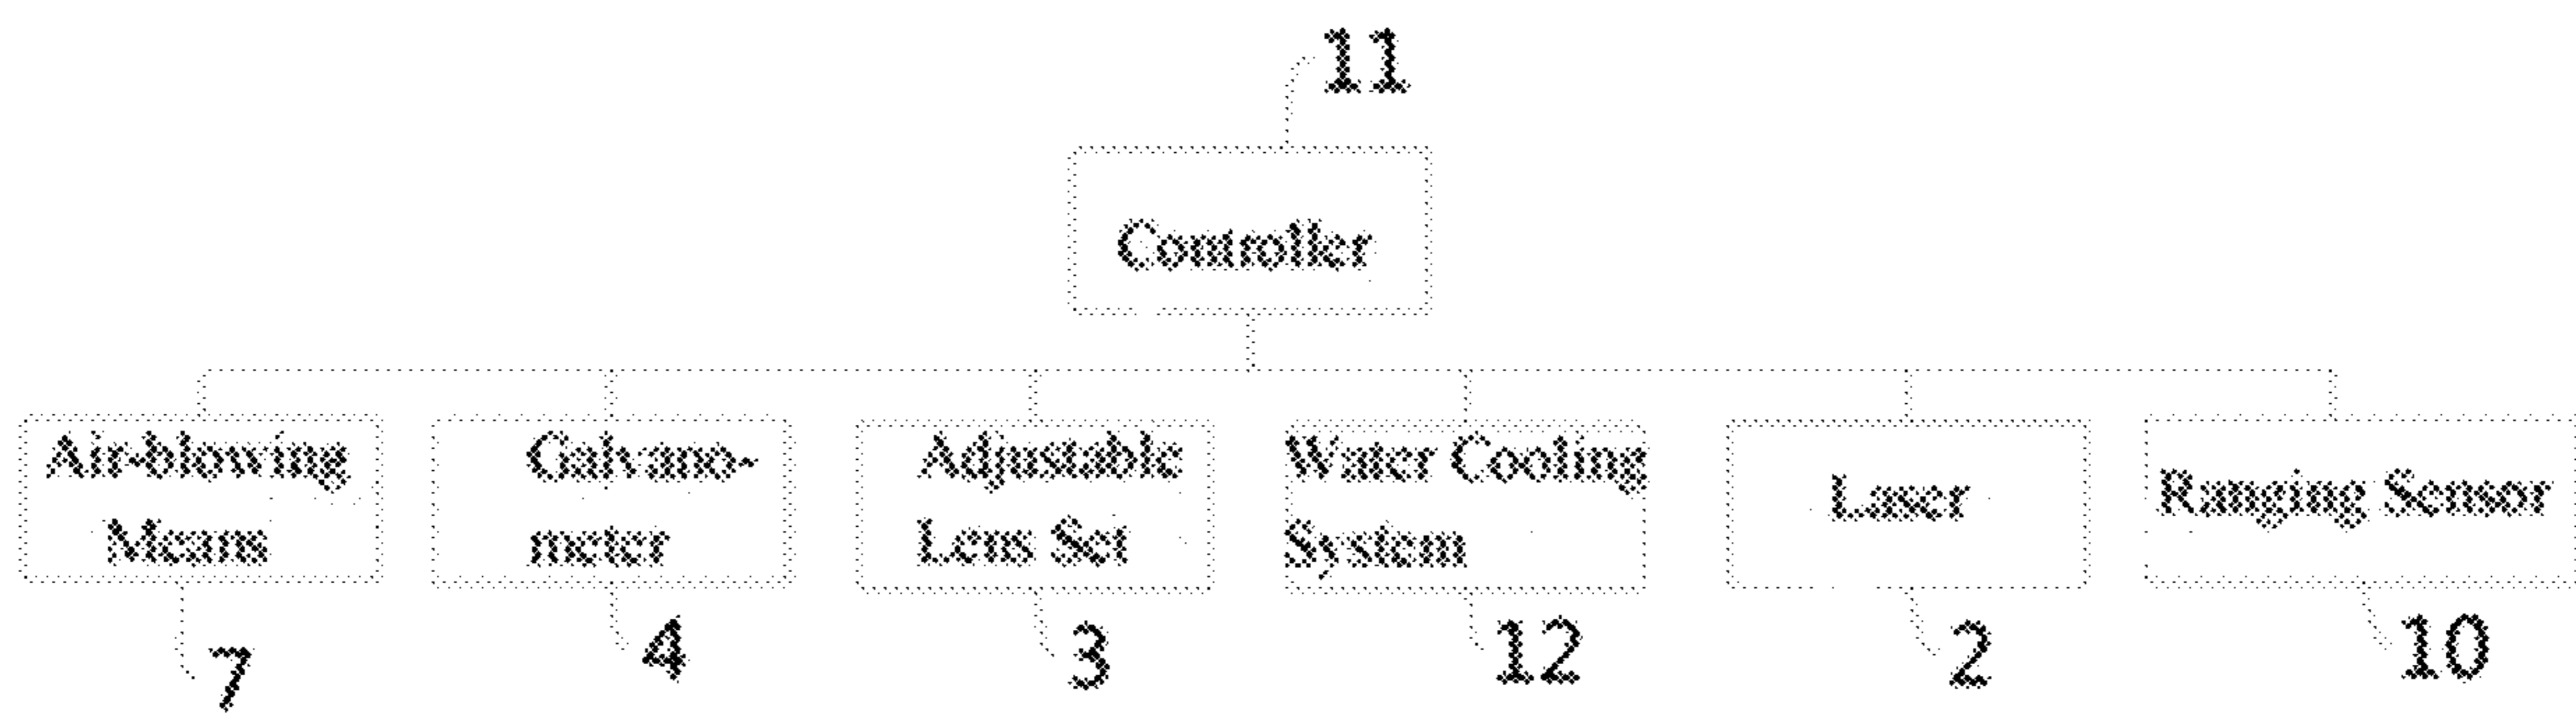 11
Controller
Air-blowing
Means
Galvano-
meter
Adjustable
Lens Set
Water Cooling
System
Laser
Ranging Sensor
7
4
3
12
2
10